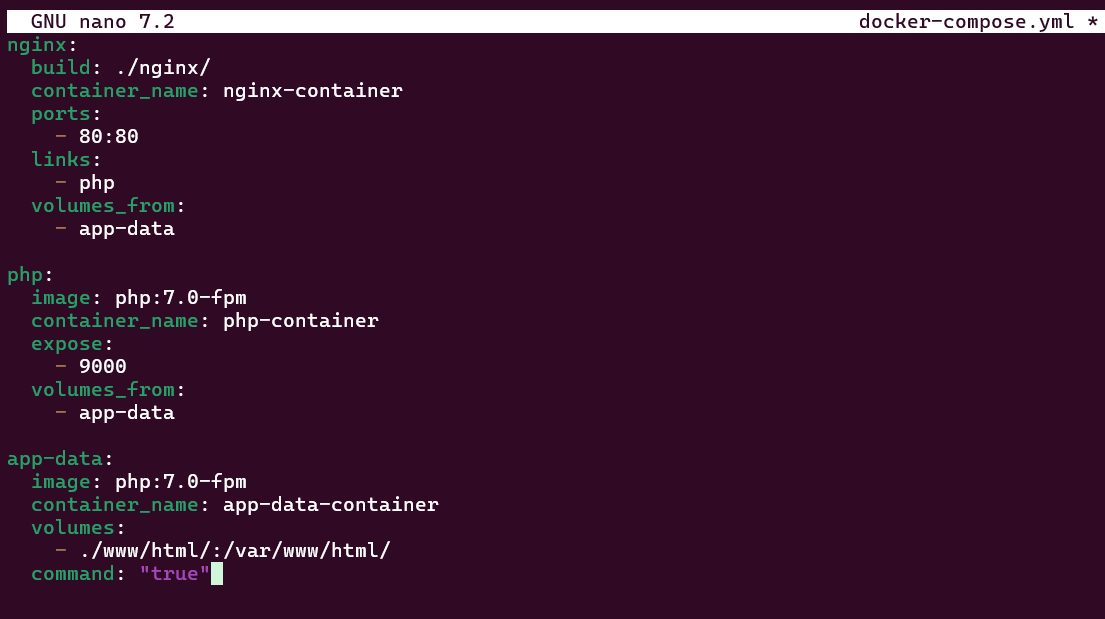 GNU nano 7.2 docker-compose.yml *
nginx:
  build: ./nginx/
  container_name: nginx-container
  ports:
    - 80:80
  links:
    - php
  volumes_from:
    - app-data

php:
  image: php:7.0-fpm
  container_name: php-container
  expose:
    - 9000
  volumes_from:
    - app-data

app-data:
  image: php:7.0-fpm
  container_name: app-data-container
  volumes:
    - ./www/html/:/var/www/html/
  command: "true"